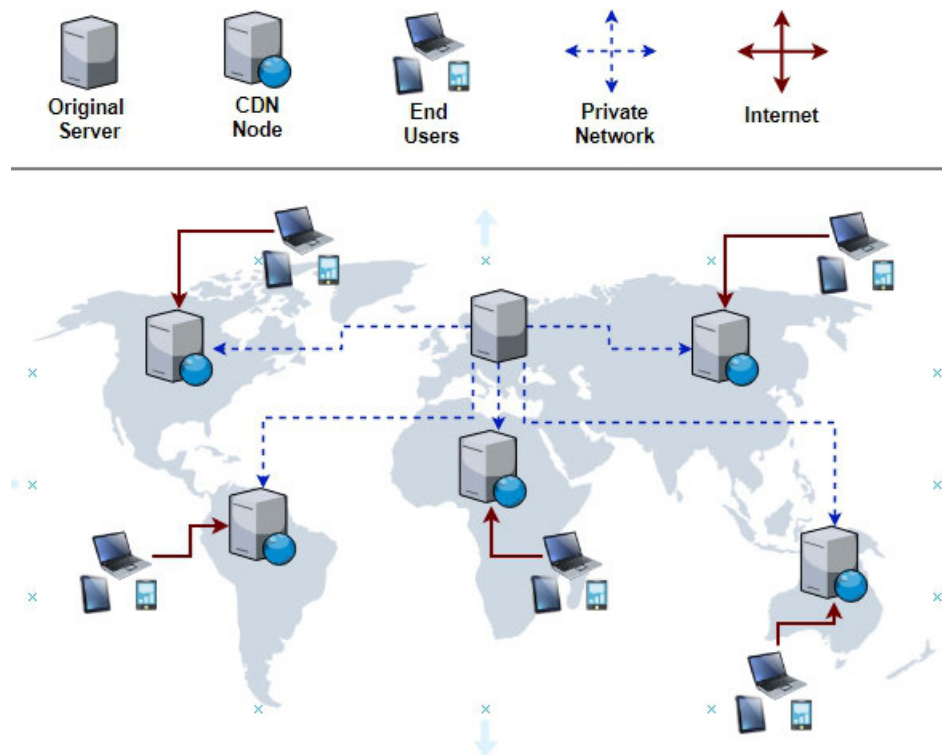 Original
Server
CDN
Node
End
Users
Private
Network
Internet